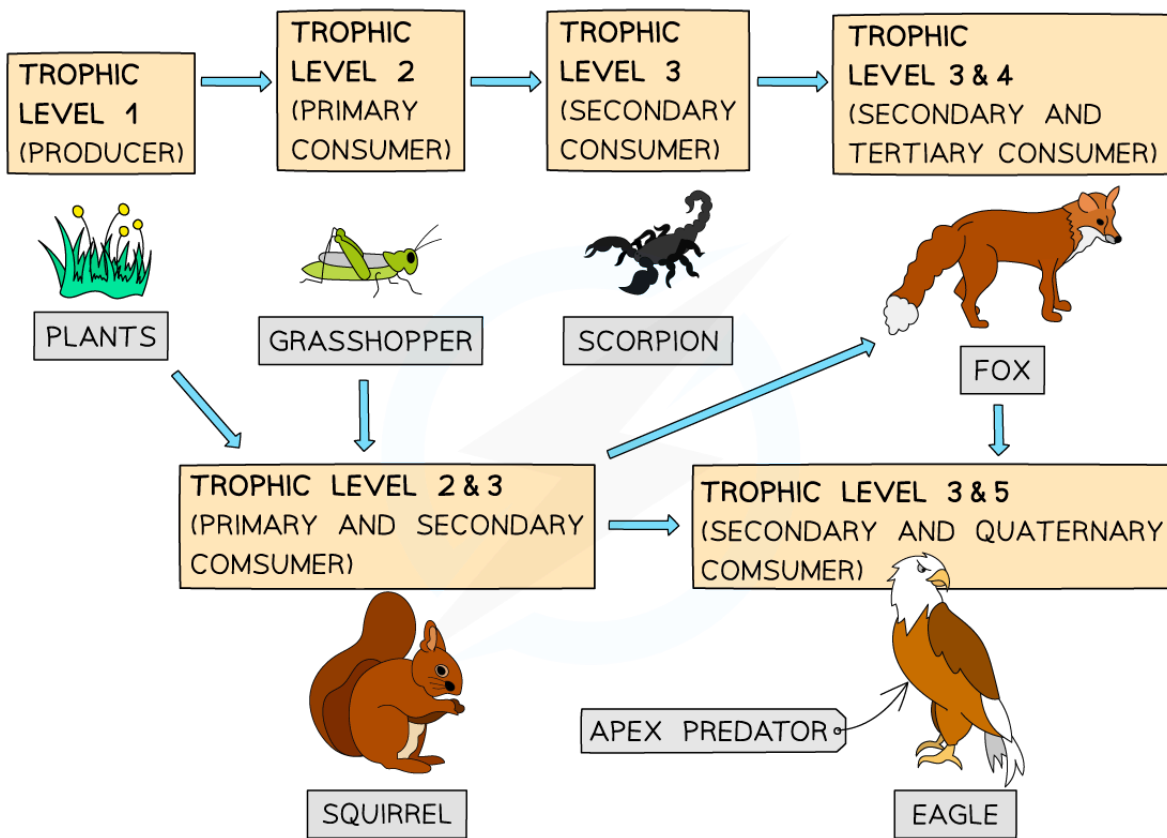 TROPHIC
LEVEL 1
(PRODUCER)
TROPHIC
LEVEL 2
(PRIMARY
CONSUMER)
TROPHIC
LEVEL 3
(SECONDARY
CONSUMER)
TROPHIC
LEVEL 3 & 4
(SECONDARY AND
TERTIARY CONSUMER)
PLANTS
GRASSHOPPER
SCORPION
FOX
TROPHIC LEVEL 2 & 3
(PRIMARY AND SECONDARY
COMSUMER)
TROPHIC LEVEL 3 & 5
(SECONDARY AND QUATERNARY
COMSUMER)
APEX PREDATOR
SQUIRREL
EAGLE